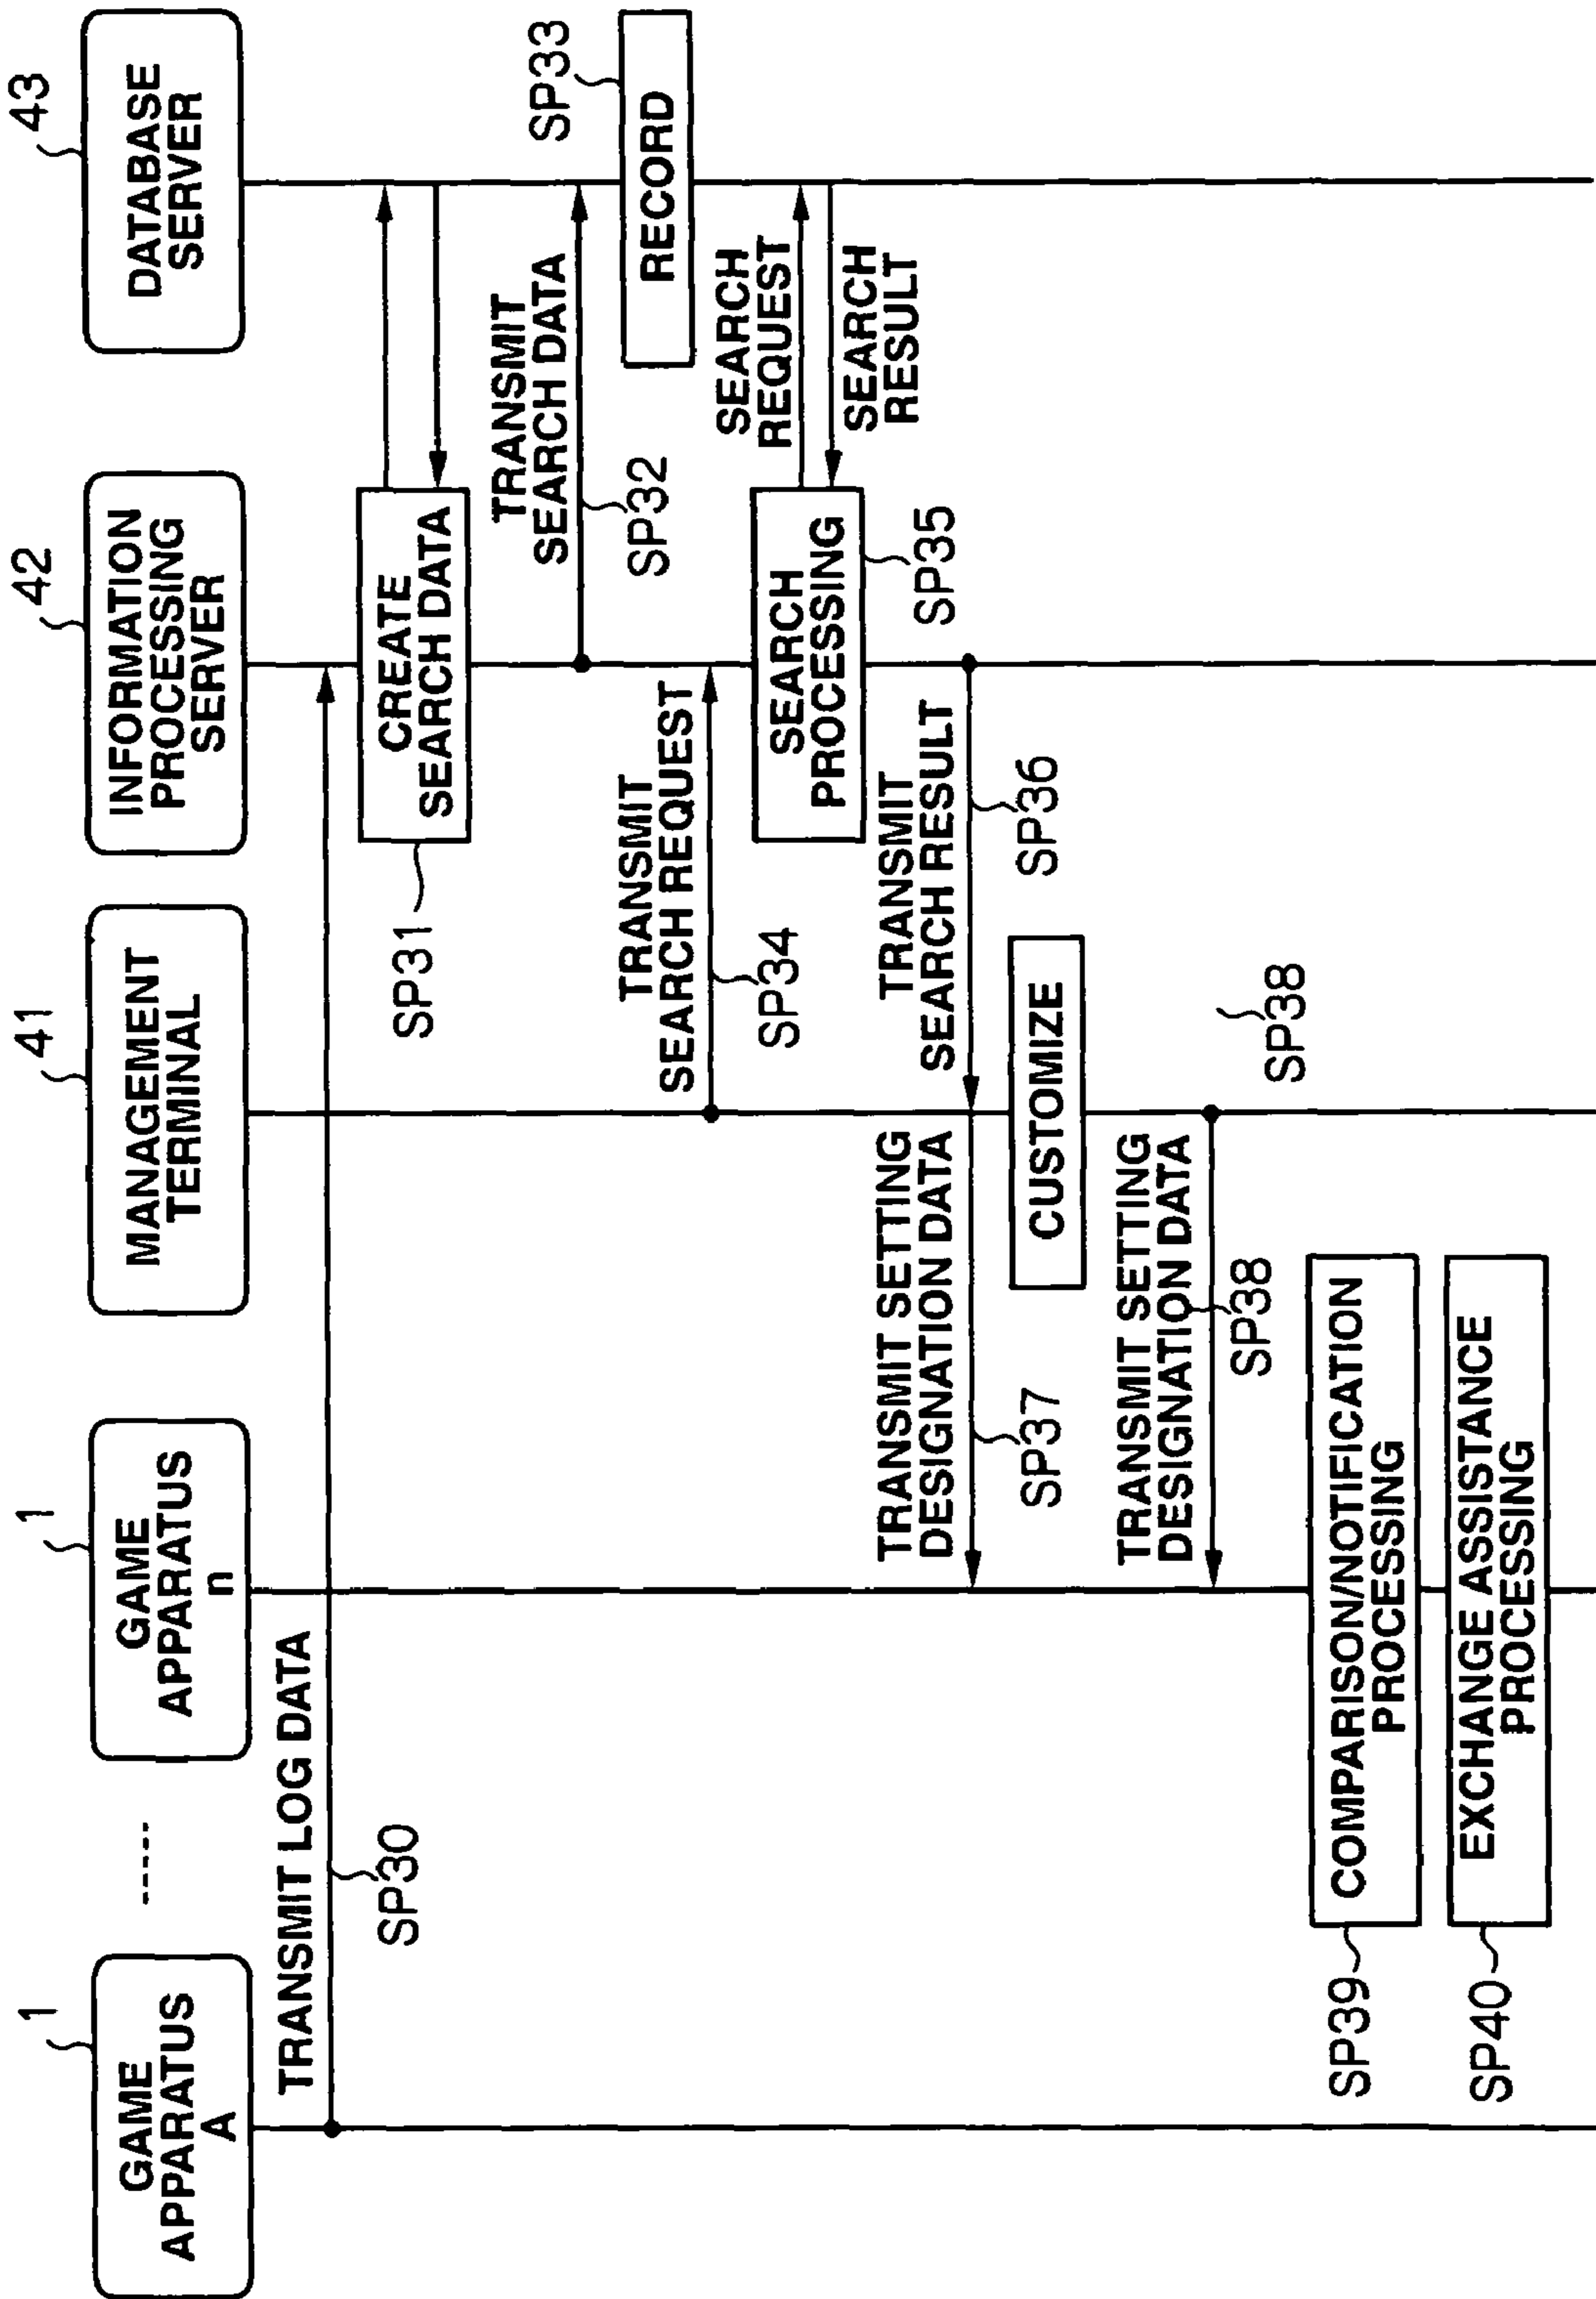 1
GAME
APPARATUS
A
-----
1
GAME
APPARATUS
n
41
MANAGEMENT
TERMINAL
42
INFORMATION
PROCESSING
SERVER
43
DATABASE
SERVER
TRANSMIT LOG DATA
SP30
CREATE
SEARCH DATA
SP31
TRANSMIT
SEARCH DATA
SP32
SP33
RECORD
TRANSMIT
SEARCH REQUEST
SP34
SEARCH
PROCESSING
SP35
SEARCH
REQUEST
SEARCH
RESULT
TRANSMIT
SEARCH RESULT
SP36
TRANSMIT SETTING
DESIGNATION DATA
SP37
CUSTOMIZE
SP38
TRANSMIT SETTING
DESIGNATION DATA
SP38
COMPARISON/NOTIFICATION
PROCESSING
SP39
EXCHANGE ASSISTANCE
PROCESSING
SP40